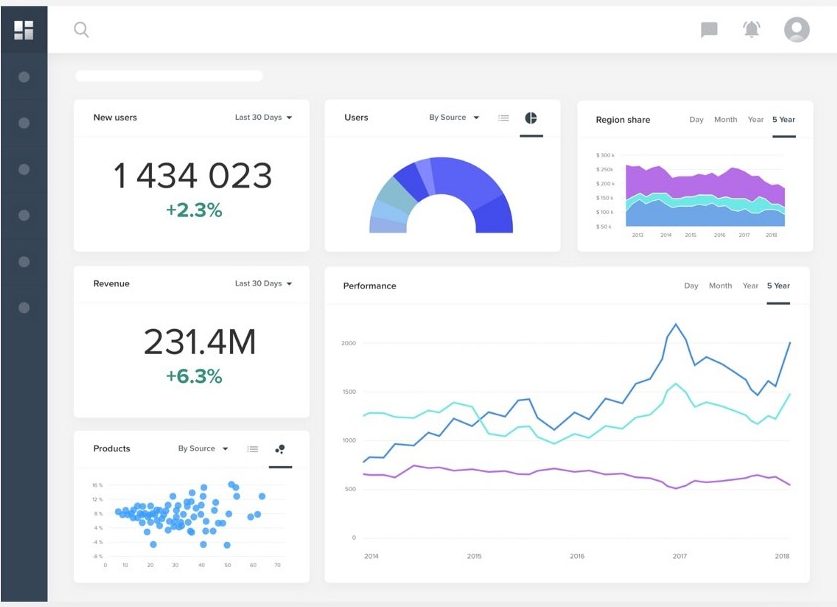 New users
Last 30 Days
1 434 023
+2.3%
Users
By Source
Region share
Day Month Year 5 Year
$ 300 k
$ 250 k
$ 200 k
$ 150 k
$ 100 k
$ 50 k
2013 2014 2015 2016 2017 2018
Revenue
Last 30 Days
231.4M
+6.3%
Performance
Day Month Year 5 Year
2000
1500
1000
500
0
2014 2015 2016 2017 2018
Products
By Source
16 %
12 %
8 %
4 %
-4 %
-8 %
0 10 20 30 40 50 60 70